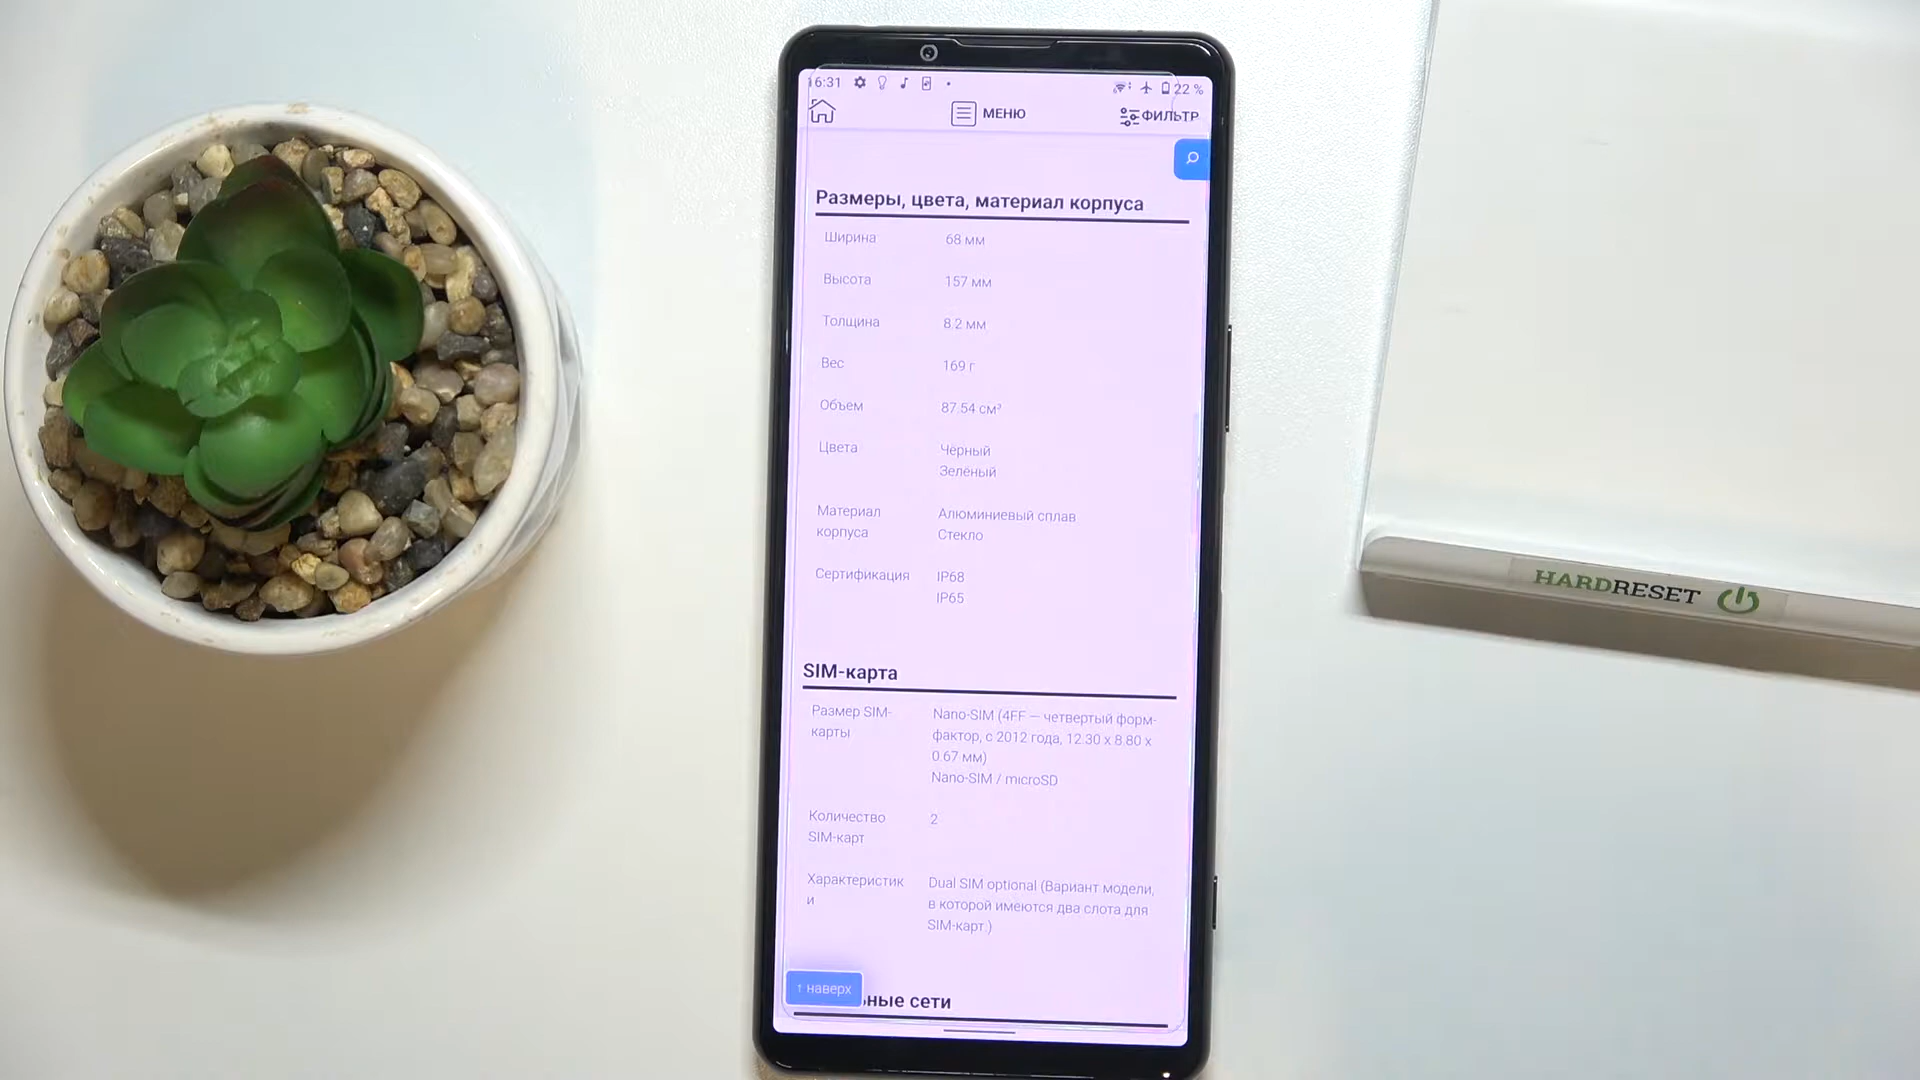 16:31
22 %
МЕНЮ
ФИЛЬТР
Размеры, цвета, материал корпуса
Ширина 68 мм
Высота 157 мм
Толщина 8.2 мм
Вес 169 г
Объем 87.54 см³
Цвета Чёрный
Зелёный
Материал Алюминиевый сплав
корпуса Стекло
Сертификация IP68
IP65
SIM-карта
Размер SIM- Nano-SIM (4FF — четвертый форм-
карты фактор, с 2012 года, 12.30 x 8.80 x
0.67 мм)
Nano-SIM / microSD
Количество 2
SIM-карт
Характеристик Dual SIM optional (Вариант модели,
и в которой имеются два слота для
SIM-карт.)
↑ наверх
ьные сети
HARDRESET